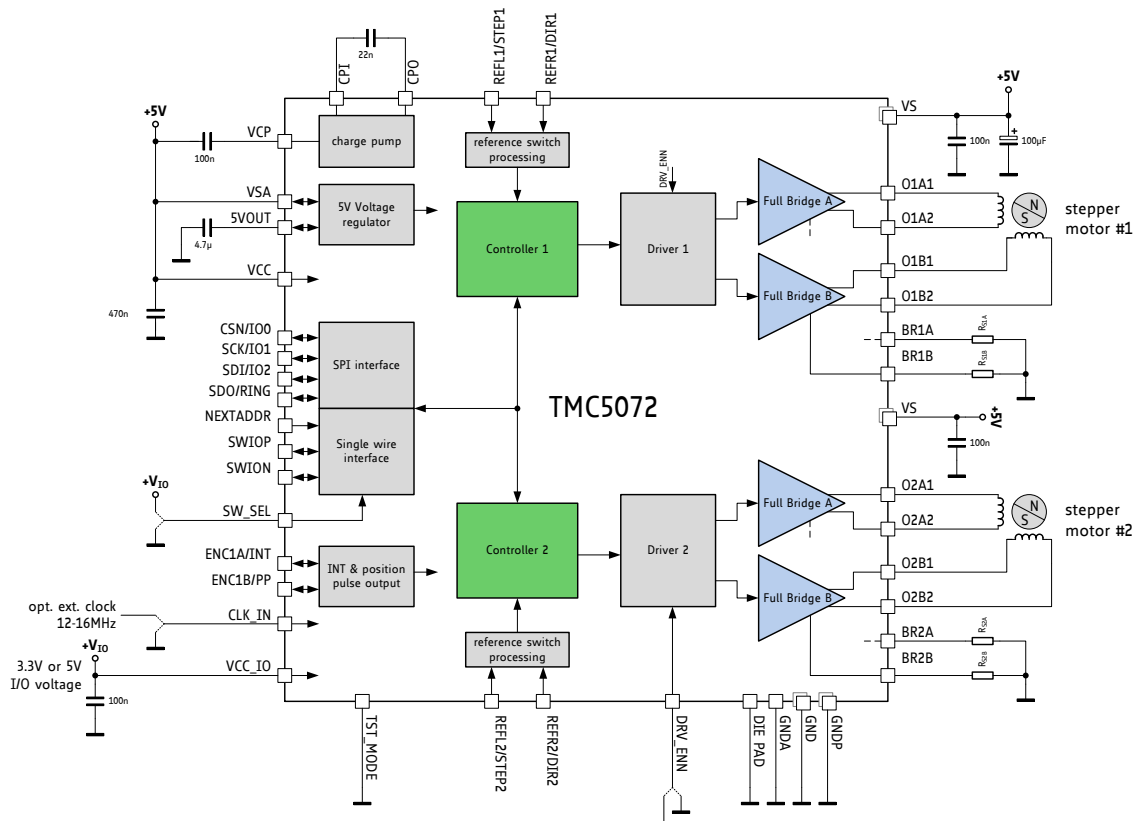 22n
CPI
CPO
REFL1/STEP1
REFR1/DIR1
+5V
VCP
100n
charge pump
reference switch
processing
VSA
5V Voltage
regulator
5VOUT
4.7µ
VCC
470n
Controller 1
DRV_ENN
Driver 1
Full Bridge A
Full Bridge B
+5V
VS
100n
100µF
+
O1A1
O1A2
N
S
stepper
motor #1
O1B1
O1B2
BR1A
RS1A
BR1B
RS1B
CSN/IO0
SCK/IO1
SDI/IO2
SDO/RING
SPI interface
NEXTADDR
SWIOP
SWION
Single wire
interface
TMC5072
VS
+5V
100n
+VIO
SW_SEL
ENC1A/INT
ENC1B/PP
INT & position
pulse output
Controller 2
Driver 2
Full Bridge A
Full Bridge B
O2A1
O2A2
N
S
stepper
motor #2
O2B1
O2B2
BR2A
RS2A
BR2B
RS2B
opt. ext. clock
12-16MHz
CLK_IN
+VIO
3.3V or 5V
I/O voltage
VCC_IO
100n
reference switch
processing
TST_MODE
REFL2/STEP2
REFR2/DIR2
DRV_ENN
DIE PAD
GNDA
GND
GNDP